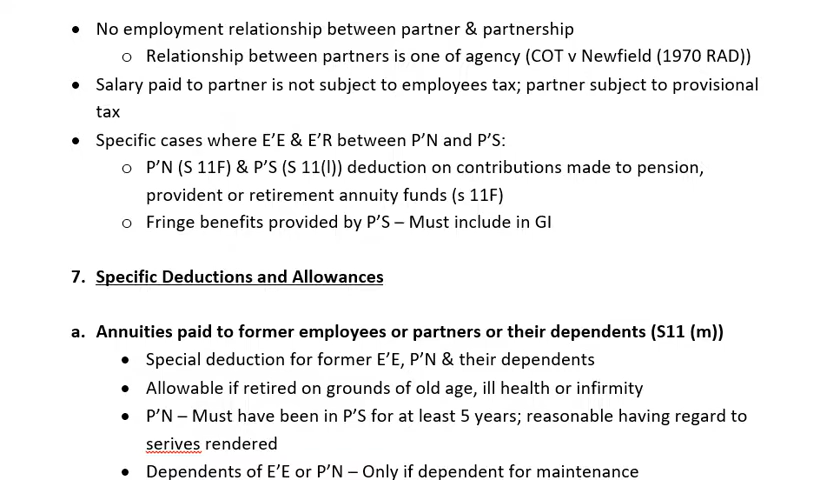 • No employment relationship between partner & partnership
o Relationship between partners is one of agency (COT v Newfield (1970 RAD))
• Salary paid to partner is not subject to employees tax; partner subject to provisional
tax
• Specific cases where E’E & E’R between P’N and P’S:
o P’N (S 11F) & P’S (S 11(l)) deduction on contributions made to pension,
provident or retirement annuity funds (s 11F)
o Fringe benefits provided by P’S – Must include in GI
7. Specific Deductions and Allowances
a. Annuities paid to former employees or partners or their dependents (S11 (m))
• Special deduction for former E’E, P’N & their dependents
• Allowable if retired on grounds of old age, ill health or infirmity
• P’N – Must have been in P’S for at least 5 years; reasonable having regard to
serives rendered
• Dependents of E’E or P’N – Only if dependent for maintenance